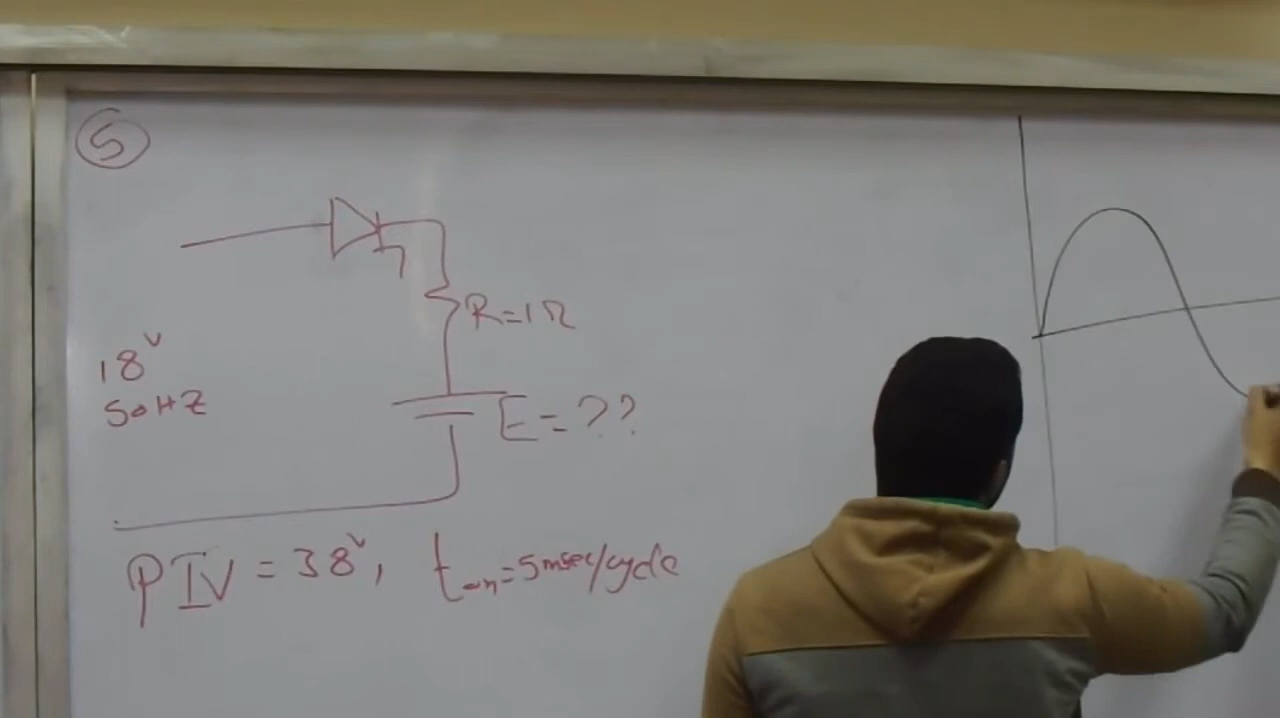 5
R=1Ω
18ᵛ
50HZ
E=??
PIV = 38ᵛ, ton=5msec/cycle